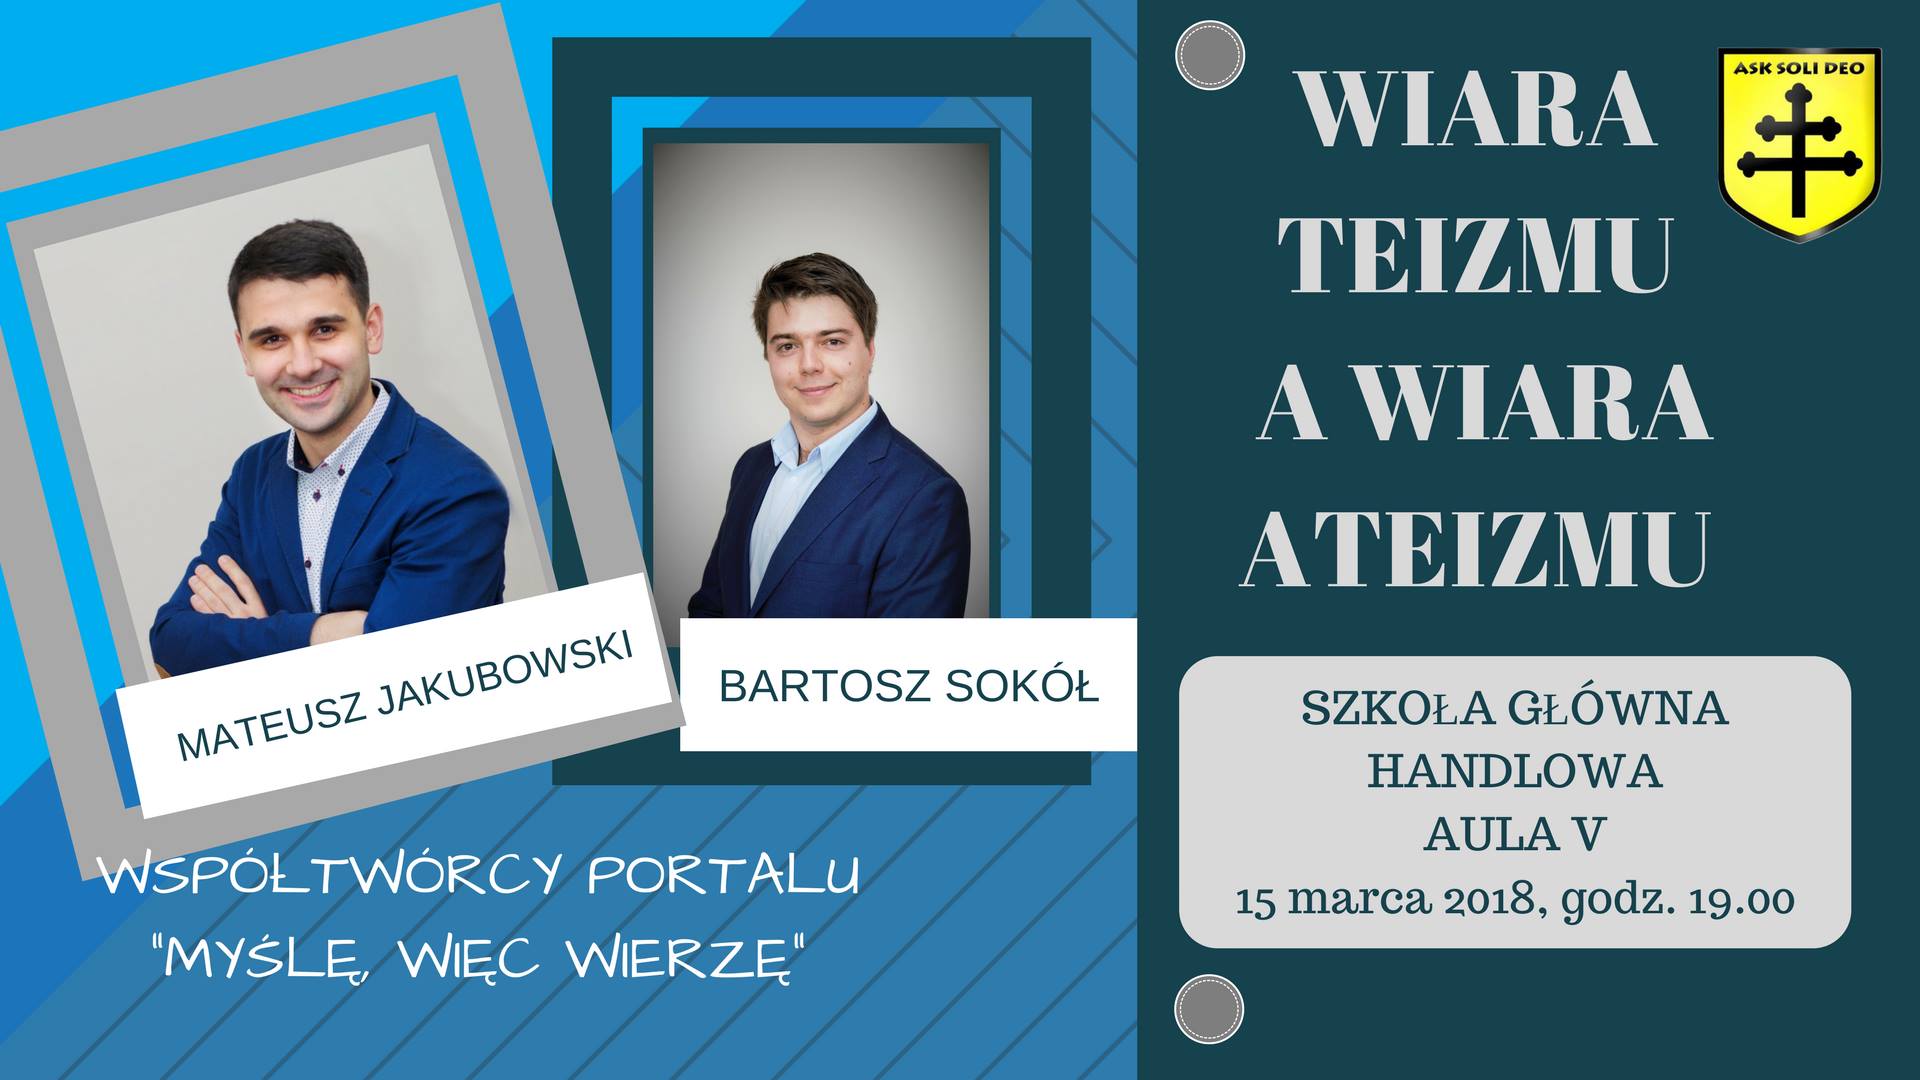 MATEUSZ JAKUBOWSKI
BARTOSZ SOKÓŁ
WSPÓŁTWÓRCY PORTALU
"MYŚLĘ, WIĘC WIERZĘ"
WIARA
TEIZMU
A WIARA
ATEIZMU
ASK SOLI DEO
SZKOŁA GŁÓWNA
HANDLOWA
AULA V
15 marca 2018, godz. 19.00